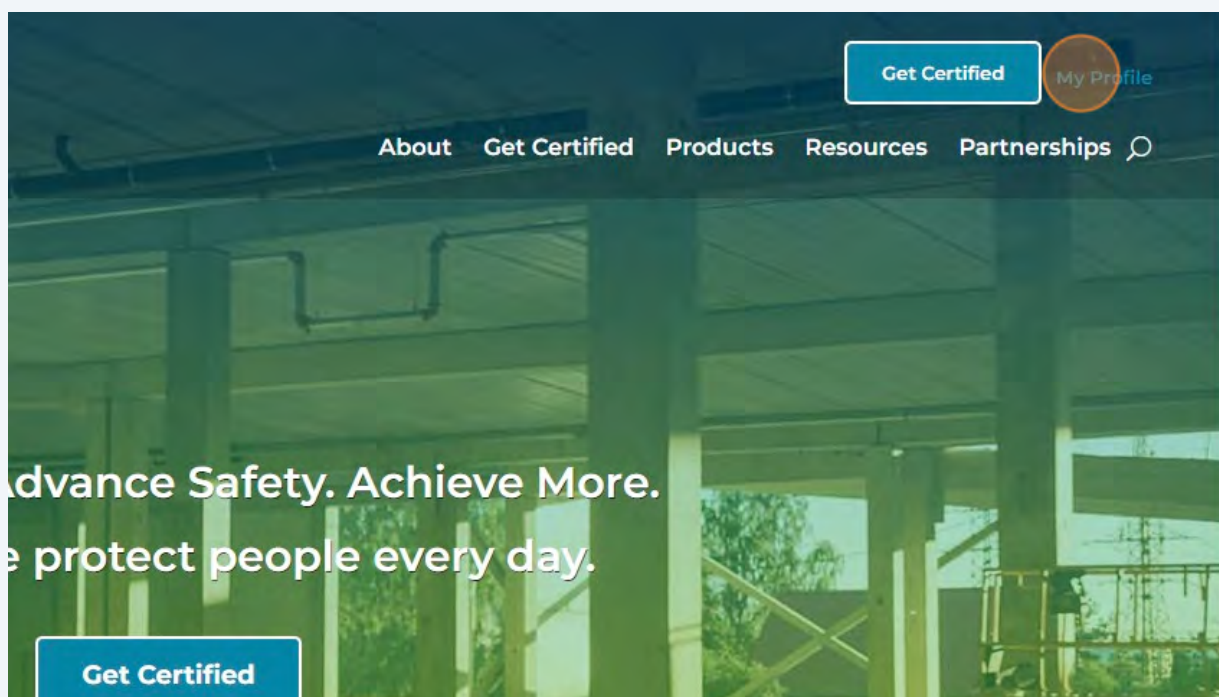 Get Certified My Profile
About Get Certified Products Resources Partnerships
Advance Safety. Achieve More.
e protect people every day.
Get Certified